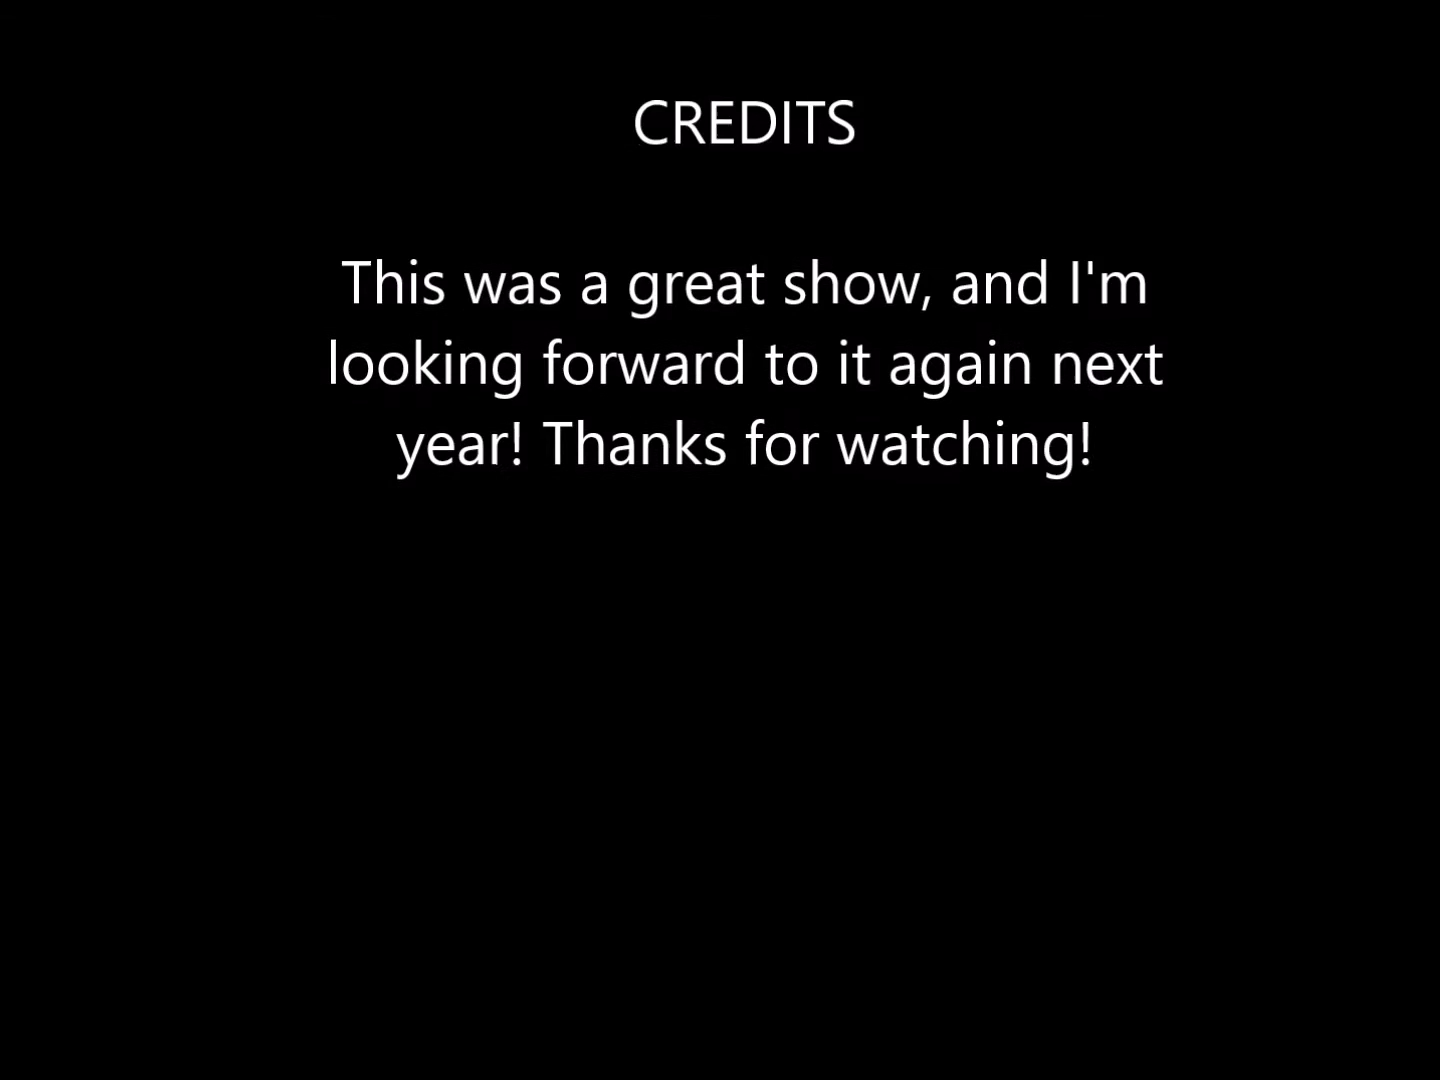 CREDITS
This was a great show, and I'm
looking forward to it again next
year! Thanks for watching!